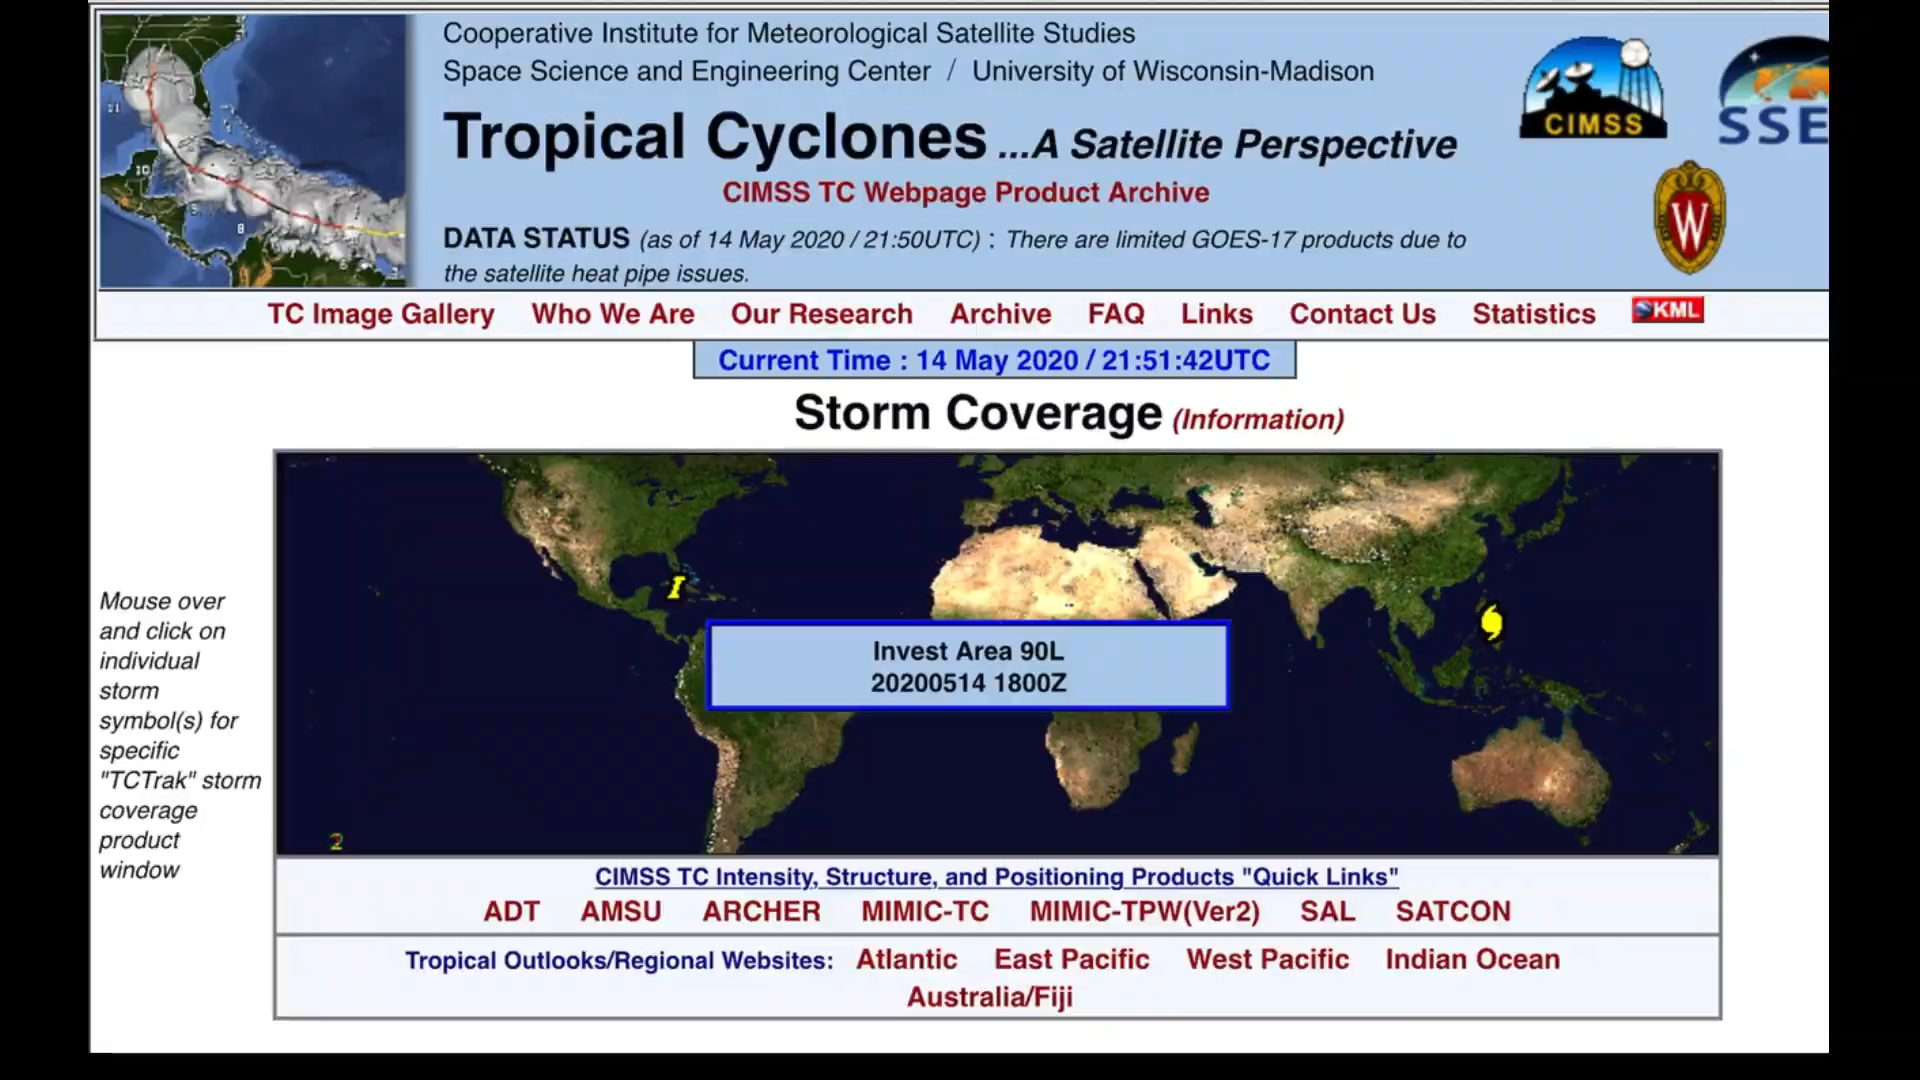 Cooperative Institute for Meteorological Satellite Studies
Space Science and Engineering Center / University of Wisconsin-Madison
Tropical Cyclones ...A Satellite Perspective
CIMSS TC Webpage Product Archive
DATA STATUS (as of 14 May 2020 / 21:50UTC) : There are limited GOES-17 products due to
the satellite heat pipe issues.
11
10
8
CIMSS
SSE
W
TC Image Gallery Who We Are Our Research Archive FAQ Links Contact Us Statistics KML
Current Time : 14 May 2020 / 21:51:42UTC
Storm Coverage (Information)
Mouse over
and click on
individual
storm
symbol(s) for
specific
"TCTrak" storm
coverage
product
window
I
Invest Area 90L
20200514 1800Z
2
CIMSS TC Intensity, Structure, and Positioning Products "Quick Links"
ADT AMSU ARCHER MIMIC-TC MIMIC-TPW(Ver2) SAL SATCON
Tropical Outlooks/Regional Websites: Atlantic East Pacific West Pacific Indian Ocean
Australia/Fiji